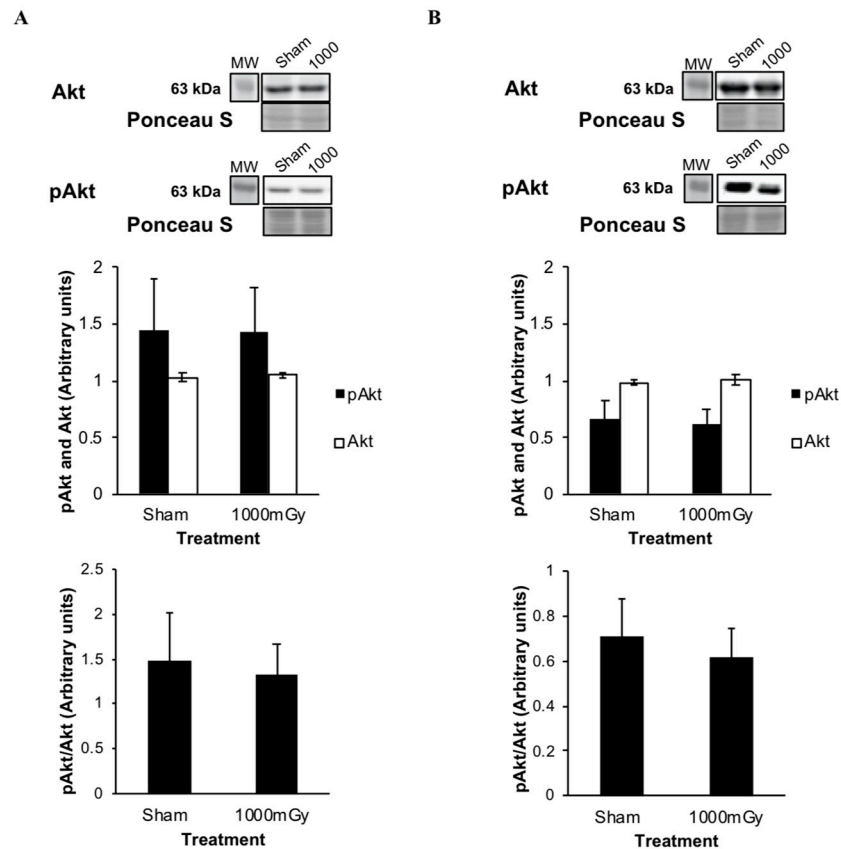 A
MW Sham 1000
Akt 63 kDa
Ponceau S
MW Sham 1000
pAkt 63 kDa
Ponceau S
pAkt and Akt (Arbitrary units)
2
1.5
1
0.5
0
Sham 1000mGy
Treatment
pAkt
Akt
pAkt/Akt (Arbitrary units)
2.5
2
1.5
1
0.5
0
Sham 1000mGy
Treatment
B
MW Sham 1000
Akt 63 kDa
Ponceau S
MW Sham 1000
pAkt 63 kDa
Ponceau S
pAkt and Akt (Arbitrary units)
2
1.5
1
0.5
0
Sham 1000mGy
Treatment
pAkt
Akt
pAkt/Akt (Arbitrary units)
1
0.8
0.6
0.4
0.2
0
Sham 1000mGy
Treatment